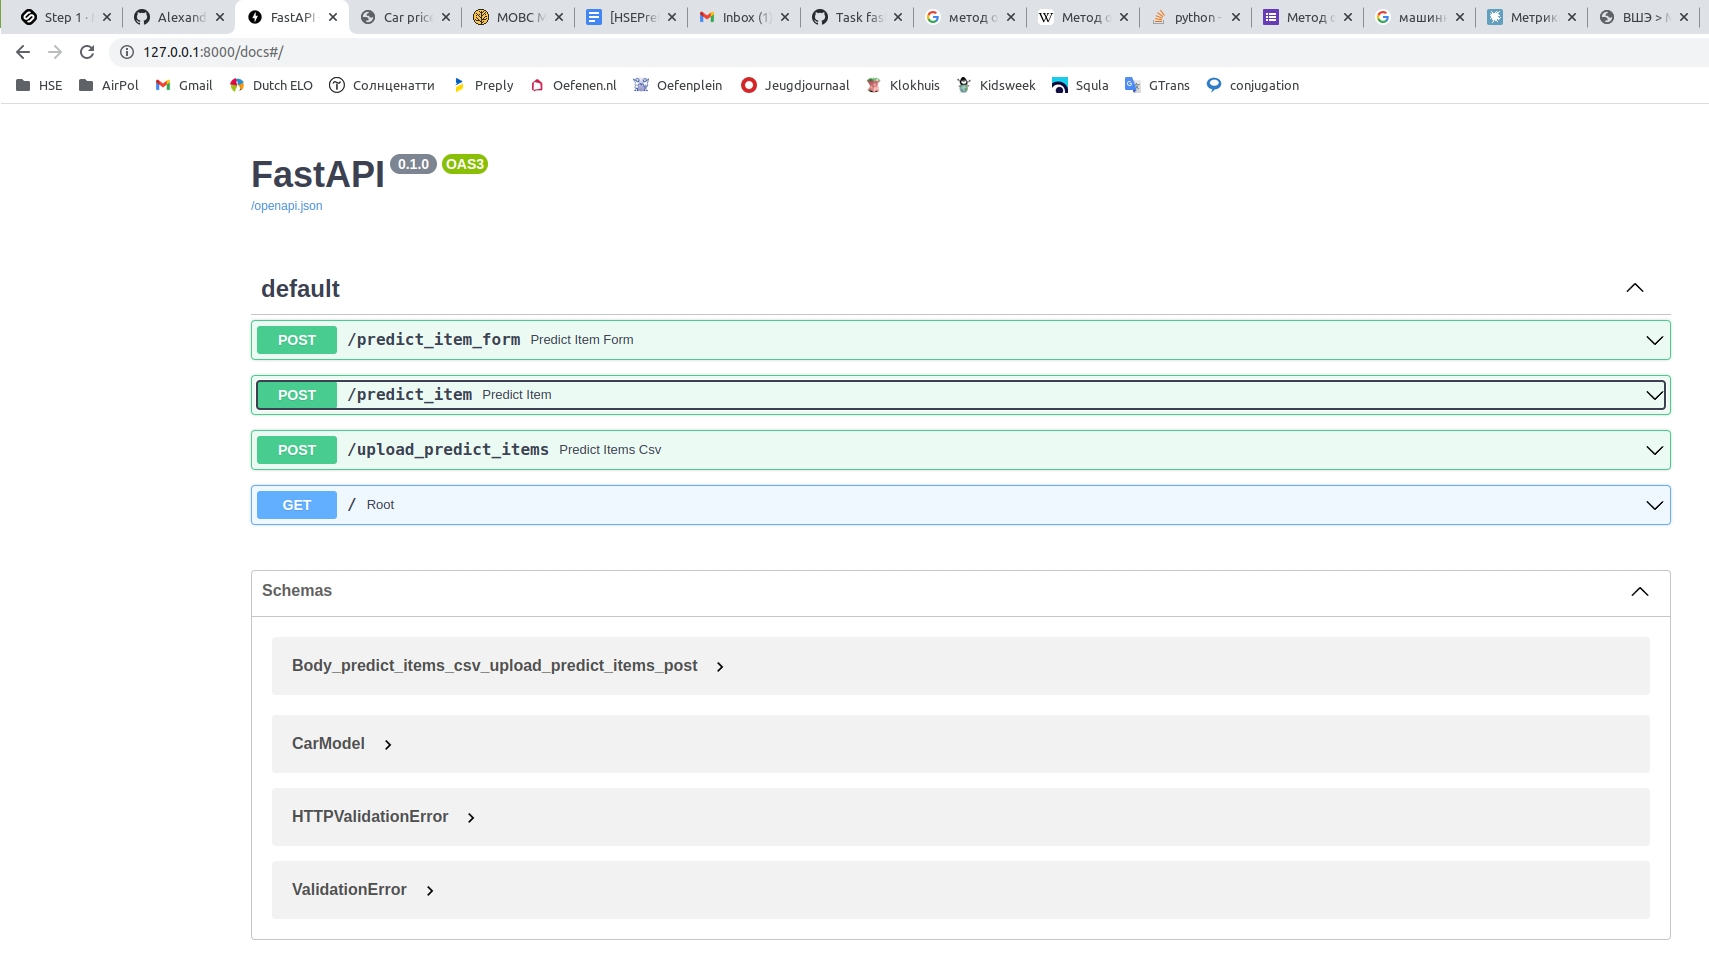 Step 1 · Alexand FastAPI Car pric MOBC [HSEPre Inbox (1) Task fas метод Метод python - Метод машин Метрик ВШЭ >
127.0.0.1:8000/docs#/
HSE AirPol Gmail Dutch ELO Солнценатти Preply Oefenen.nl Oefenplein Jeugdjournaal Klokhuis Kidsweek Squla GTrans conjugation
FastAPI 0.1.0 OAS3
/openapi.json
default
POST /predict_item_form Predict Item Form
POST /predict_item Predict Item
POST /upload_predict_items Predict Items Csv
GET / Root
Schemas
Body_predict_items_csv_upload_predict_items_post
CarModel
HTTPValidationError
ValidationError